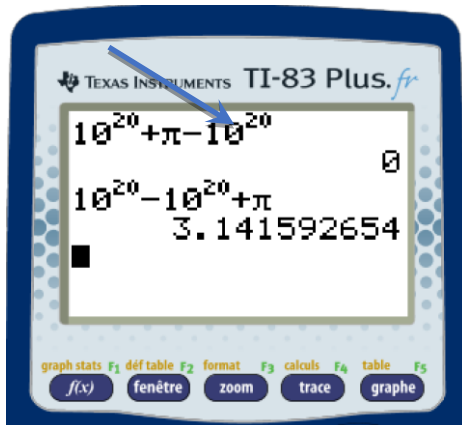 TEXAS INSTRUMENTS TI-83 Plus.fr
10²⁰+π−10²⁰
0
10²⁰−10²⁰+π
3.141592654
graph stats F1 déf table F2 format F3 calculs F4 table F5
f(x) fenêtre zoom trace graphe